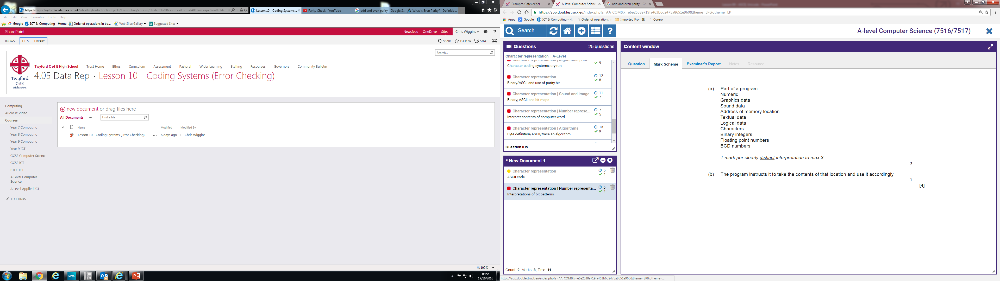 https://copia.twyfordacademies.org.uk/sites/twyfordschool/subjects/Computing/courses/Student%20Resources/Forms/AllItems.aspx?RootFolder=%
Lesson 10 - Coding Systems...
Parity Check - YouTube
odd and even parity - Google S...
What is Even Parity? - Definitio...
File Edit View Favorites Tools Help
Google ICT & Computing - Home Order of operations in bo... Web Slice Gallery Suggested Sites
SharePoint
Newsfeed OneDrive Sites Chris Wiggins ?
BROWSE FILES LIBRARY
SHARE FOLLOW SYNC
Search...
Twyford
CofE
High School
Twyford C of E High School Trust Home Ethos Curriculum Assessment Pastoral Wider Learning Staffing Resources Governors Community Bulletin
4.05 Data Rep ▸ Lesson 10 - Coding Systems (Error Checking)
Computing
Audio & Video
Courses
Year 7 Computing
Year 8 Computing
Year 9 Computing
Year 9 ICT
GCSE Computer Science
GCSE ICT
BTEC ICT
A Level Computer
Science
A Level Applied ICT
EDIT LINKS
new document or drag files here
All Documents ... Find a file
Name Modified Modified By
Lesson 10 - Coding Systems (Error Checking) ... 6 days ago Chris Wiggins
100%
SIMS
08:56
17/10/2016
Exampro Gatekeeper
A-level Computer Scienc
odd and even parity - Go
https://app.doublestruck.eu/index.php?s=AA_COM&k=e6e2538e719fa463b6d2475a8651e960&theme=EP&otheme=EP
Apps Google ICT & Computing - H Order of operations i Imported From IE Corero
Search ?
A-level Computer Science (7516/7517)
Questions 25 questions
Character representation | A-Level
9
Character coding systems; dry-run
Character representation 12
Binary/ASCII and use of parity bit 8
Character representation | Sound and image 11
Binary; ASCII and bit maps 7
Character representation | Number represe... 7
Interpret contents of computer word 5
Character representation | Algorithms 13
Byte definition/ASCII/trace an algorithm 9
Question IDs
* New Document 1
Character representation 5
ASCII code 4
Character representation | Number representa... 6
Interpretations of bit patterns 4
Count: 2, Marks: 8, Time: 11
Content window
Question Mark Scheme Examiner's Report Notes Resource
(a) Part of a program
Numeric
Graphics data
Sound data
Address of memory location
Textual data
Logical data
Characters
Binary integers
Floating point numbers
BCD numbers
1 mark per clearly distinct interpretation to max 3
3
(b) The program instructs it to take the contents of that location and use it accordingly
1
[4]
https://app.doublestruck.eu/index.php?s=AA_COM&k=e6e2538e719fa463b6d2475a8651e960&theme=EP&otheme=...